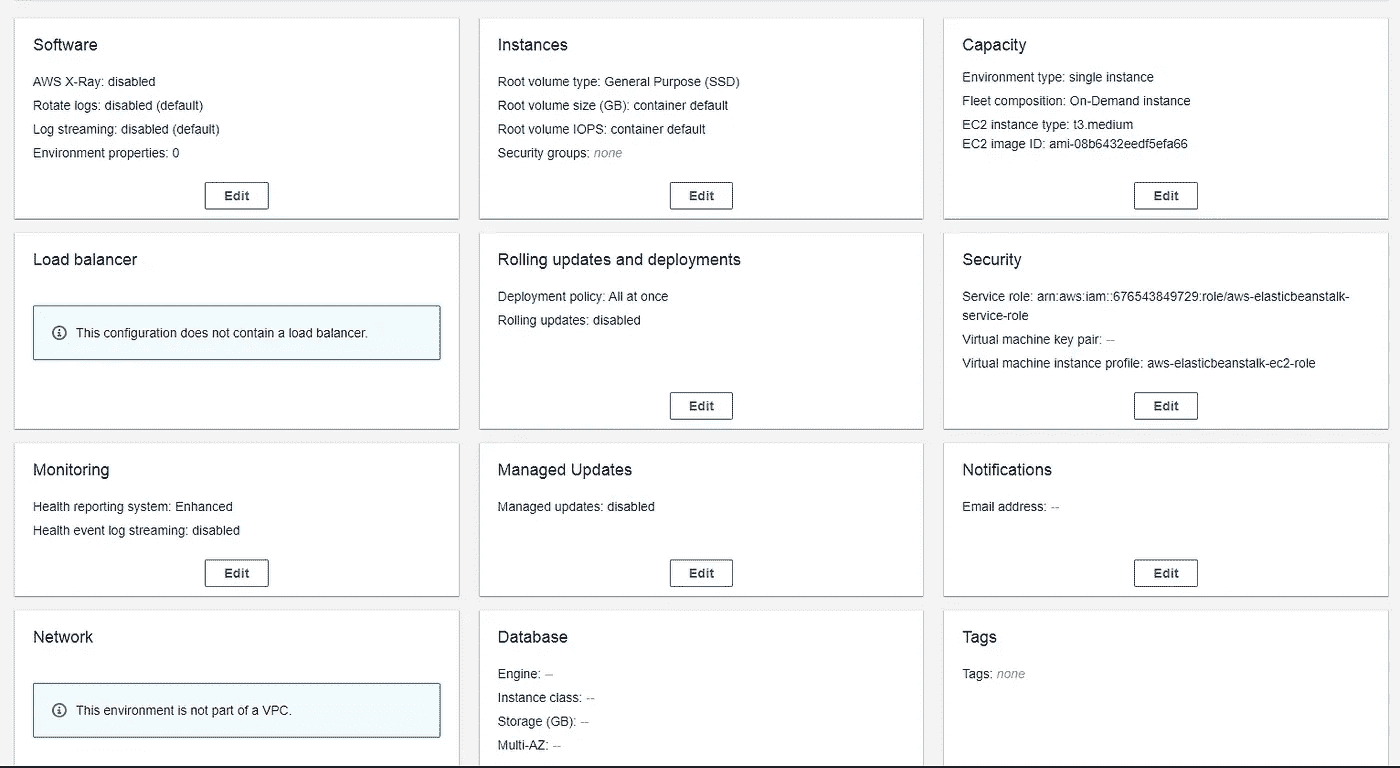 Software
AWS X-Ray: disabled
Rotate logs: disabled (default)
Log streaming: disabled (default)
Environment properties: 0
Edit
Instances
Root volume type: General Purpose (SSD)
Root volume size (GB): container default
Root volume IOPS: container default
Security groups: none
Edit
Capacity
Environment type: single instance
Fleet composition: On-Demand instance
EC2 instance type: t3.medium
EC2 image ID: ami-08b6432eedf5efa66
Edit
Load balancer
This configuration does not contain a load balancer.
Rolling updates and deployments
Deployment policy: All at once
Rolling updates: disabled
Edit
Security
Service role: arn:aws:iam::676543849729:role/aws-elasticbeanstalk-
service-role
Virtual machine key pair: --
Virtual machine instance profile: aws-elasticbeanstalk-ec2-role
Edit
Monitoring
Health reporting system: Enhanced
Health event log streaming: disabled
Edit
Managed Updates
Managed updates: disabled
Edit
Notifications
Email address: --
Edit
Network
This environment is not part of a VPC.
Database
Engine: --
Instance class: --
Storage (GB): --
Multi-AZ: --
Tags
Tags: none